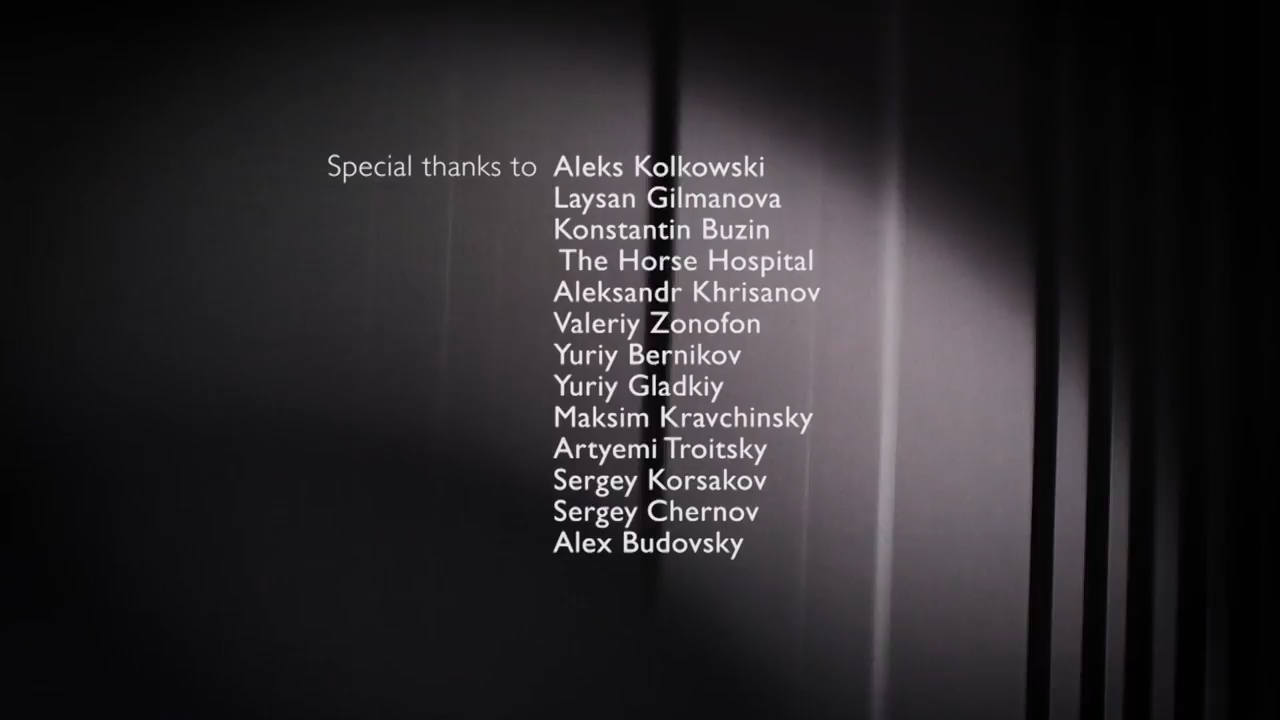 Special thanks to Aleks Kolkowski
Laysan Gilmanova
Konstantin Buzin
The Horse Hospital
Aleksandr Khrisanov
Valeriy Zonofon
Yuriy Bernikov
Yuriy Gladkiy
Maksim Kravchinsky
Artyemi Troitsky
Sergey Korsakov
Sergey Chernov
Alex Budovsky